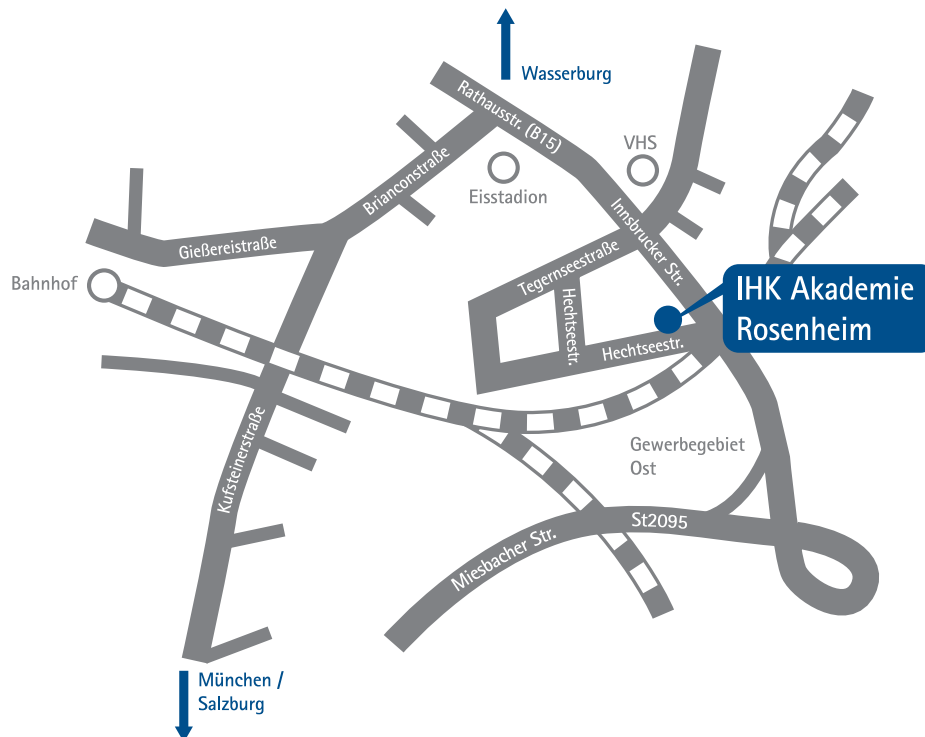 Wasserburg
Rathausstr. (B15)
VHS
Brianconstraße
Eisstadion
Innsbrucker Str.
Gießereistraße
Tegernseestraße
Bahnhof
Hechtseestr.
IHK Akademie
Rosenheim
Hechtseestr.
Kufsteinerstraße
Gewerbegebiet
Ost
St2095
Miesbacher Str.
München /
Salzburg